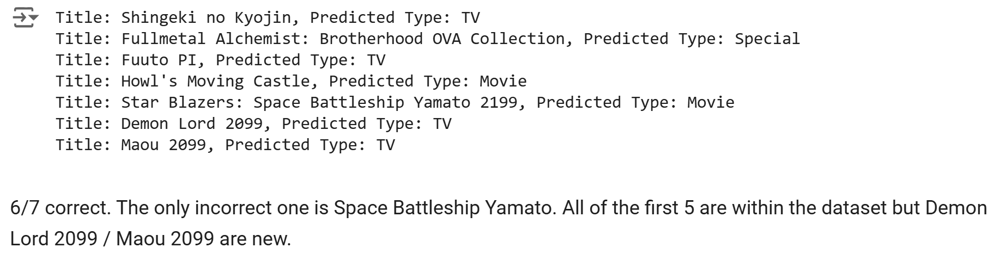 Title: Shingeki no Kyojin, Predicted Type: TV
Title: Fullmetal Alchemist: Brotherhood OVA Collection, Predicted Type: Special
Title: Fuuto PI, Predicted Type: TV
Title: Howl's Moving Castle, Predicted Type: Movie
Title: Star Blazers: Space Battleship Yamato 2199, Predicted Type: Movie
Title: Demon Lord 2099, Predicted Type: TV
Title: Maou 2099, Predicted Type: TV
6/7 correct. The only incorrect one is Space Battleship Yamato. All of the first 5 are within the dataset but Demon
Lord 2099 / Maou 2099 are new.